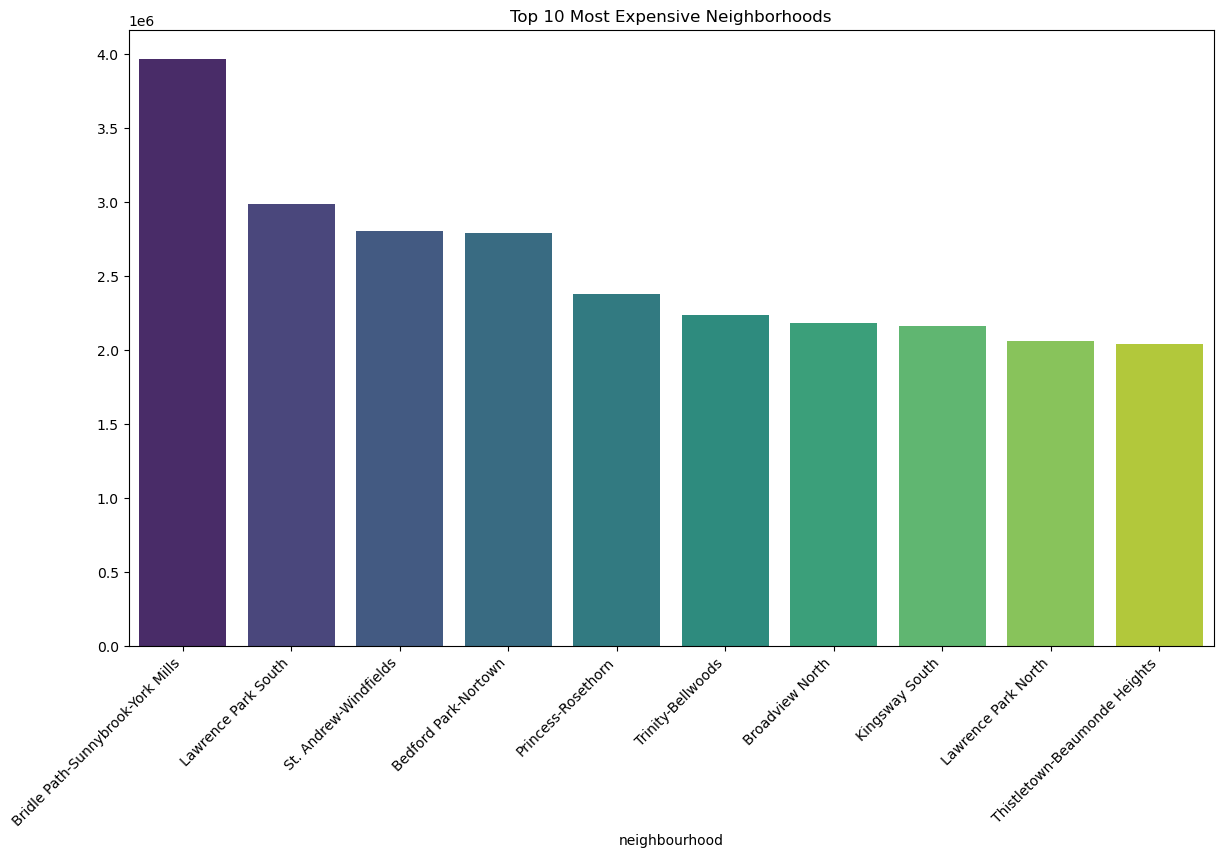 Top 10 Most Expensive Neighborhoods
1e6
4.0
3.5
3.0
2.5
2.0
1.5
1.0
0.5
0.0
Bridle Path-Sunnybrook-York Mills
Lawrence Park South
St. Andrew-Windfields
Bedford Park-Nortown
Princess-Rosethorn
Trinity-Bellwoods
Broadview North
Kingsway South
Lawrence Park North
Thistletown-Beaumonde Heights
neighbourhood